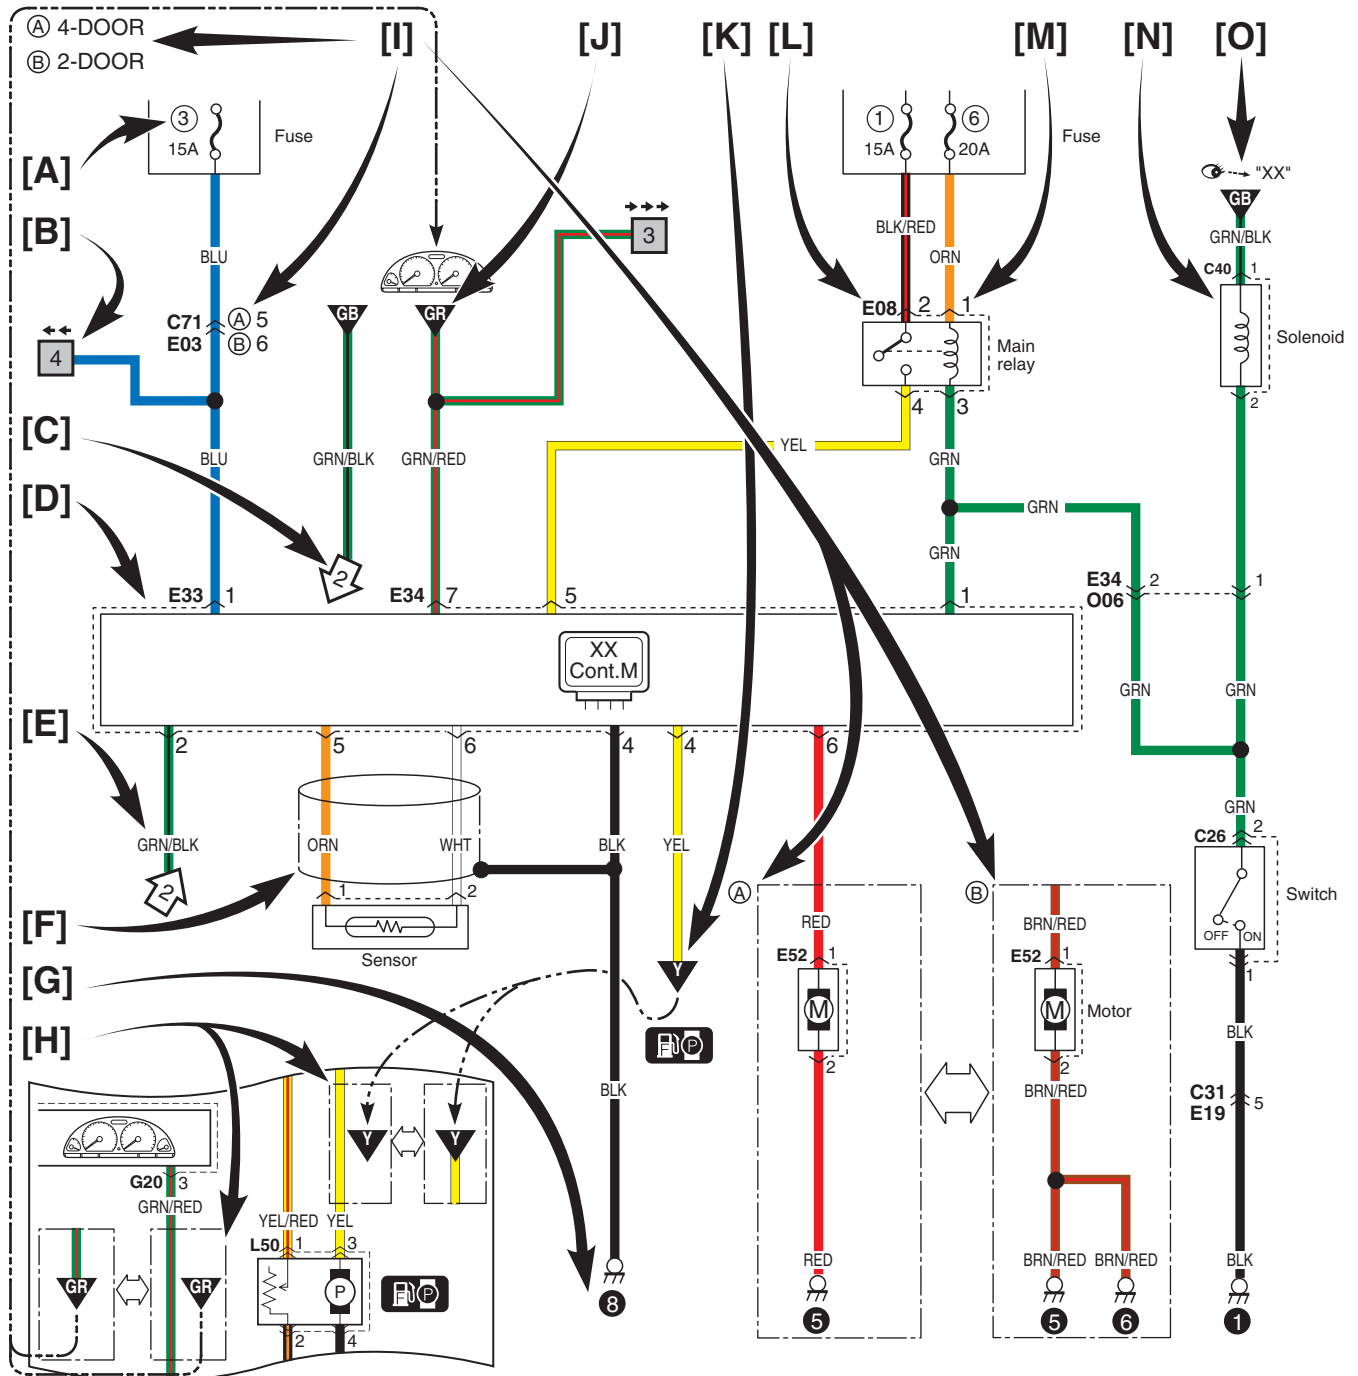 Ⓐ 4-DOOR
Ⓑ 2-DOOR
[I]
[J]
[K]
[L]
[M]
[N]
[O]
③
15A
Fuse
①
15A
⑥
20A
Fuse
"XX"
[A]
[B]
GB
BLK/RED
GRN/BLK
3
BLU
ORN
C40
1
GB
GR
E08
2
1
C71
Ⓐ 5
E03
Ⓑ 6
Main
relay
Solenoid
4
4
3
2
[C]
BLU
GRN/BLK
GRN/RED
YEL
GRN
[D]
GRN
GRN
E34
2
1
O06
2
E33
1
E34
7
5
1
XX
Cont.M
GRN
GRN
[E]
2
5
6
4
4
6
GRN
C26
2
GRN/BLK
ORN
WHT
BLK
YEL
2
1
2
Ⓐ
Ⓑ
Switch
OFF
ON
[F]
RED
BRN/RED
Sensor
E52
1
E52
1
Y
1
[G]
M
M
Motor
[H]
F
P
BLK
2
2
BLK
BRN/RED
C31
E19
5
Y
Y
G20
3
GRN/RED
YEL/RED
YEL
L50
1
3
RED
BRN/RED
BRN/RED
BLK
GR
GR
P
F
P
8
5
5
6
1
2
4